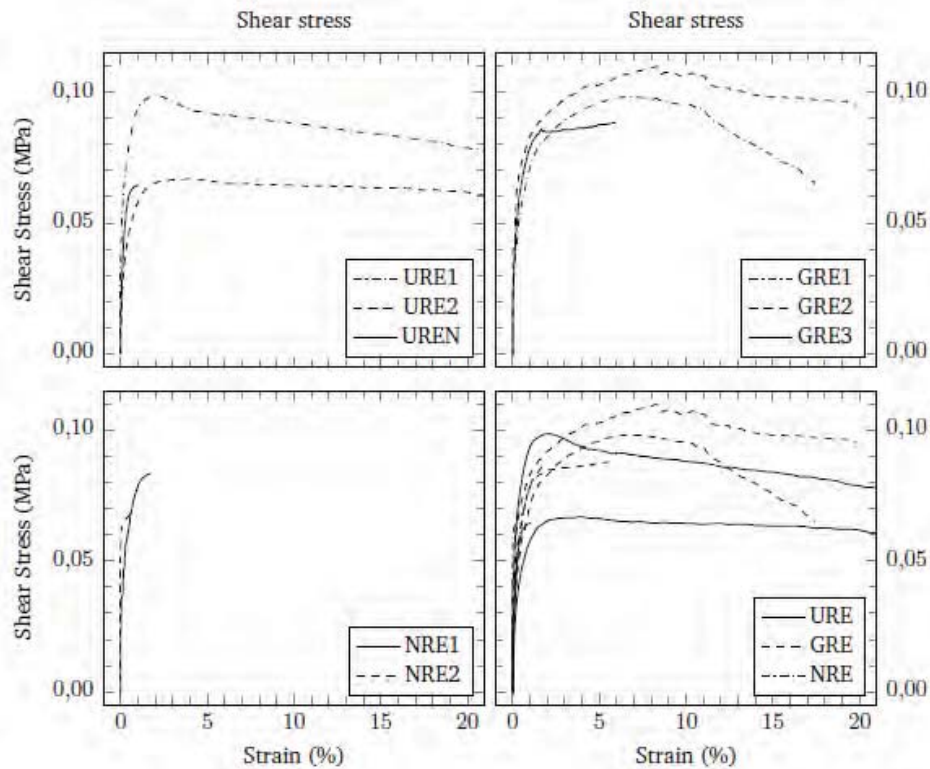 Shear stress
Shear stress
0,10
0,05
0,00
Shear Stress (MPa)
URE1
URE2
UREN
GRE1
GRE2
GRE3
0,10
0,05
0,00
0,10
0,05
0,00
Shear Stress (MPa)
NRE1
NRE2
URE
GRE
NRE
0,10
0,05
0,00
0 5 10 15 20
0 5 10 15 20
Strain (%)
Strain (%)